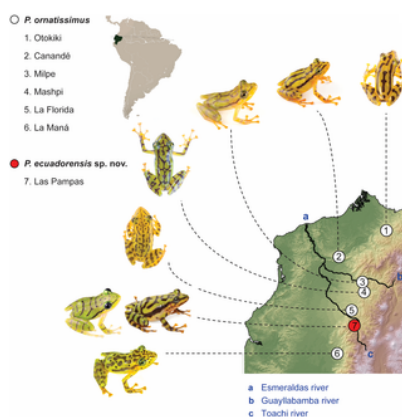 P. ornatissimus
1. Otokiki
2. Canandé
3. Milpe
4. Mashpi
5. La Florida
6. La Maná
P. ecuadorensis sp. nov.
7. Las Pampas
a
1
2
b
3
4
5
7
6
c
a Esmeraldas river
b Guayllabamba river
c Toachi river